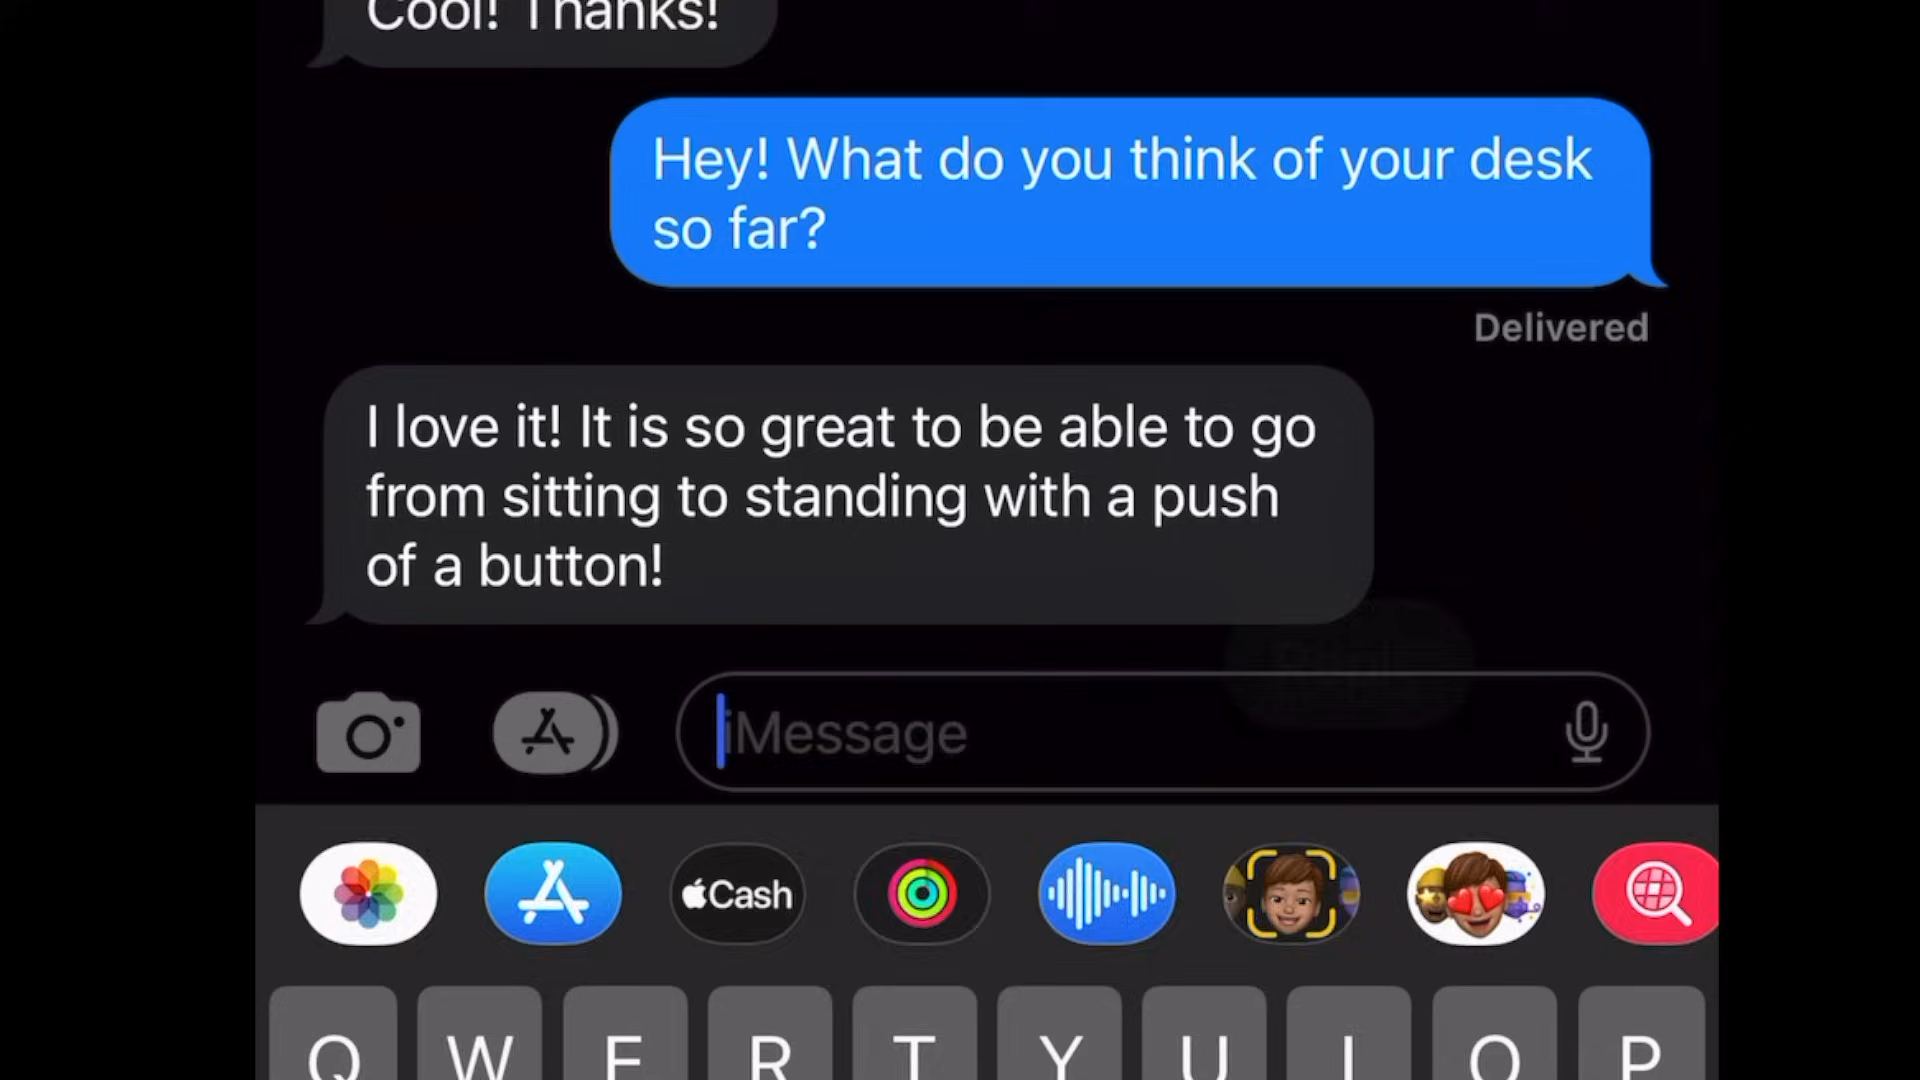 Cool! Thanks!
Hey! What do you think of your desk
so far?
Delivered
I love it! It is so great to be able to go
from sitting to standing with a push
of a button!
iMessage
Cash
Q W E R T Y U I O P